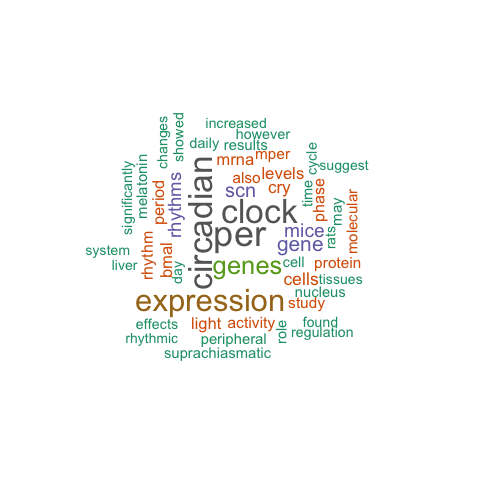 increased
however
changes
showed
daily
results
mrna
mper
cycle
suggest
also
levels
cry
time
significantly
melatonin
period
rhythms
circadian
scn
clock
phase
may
rats
molecular
per
mice
gene
system
liver
rhythm
bmal
day
genes
cell
protein
cells
tissues
nucleus
expression
study
effects
light
activity
role
found
regulation
rhythmic
peripheral
suprachiasmatic